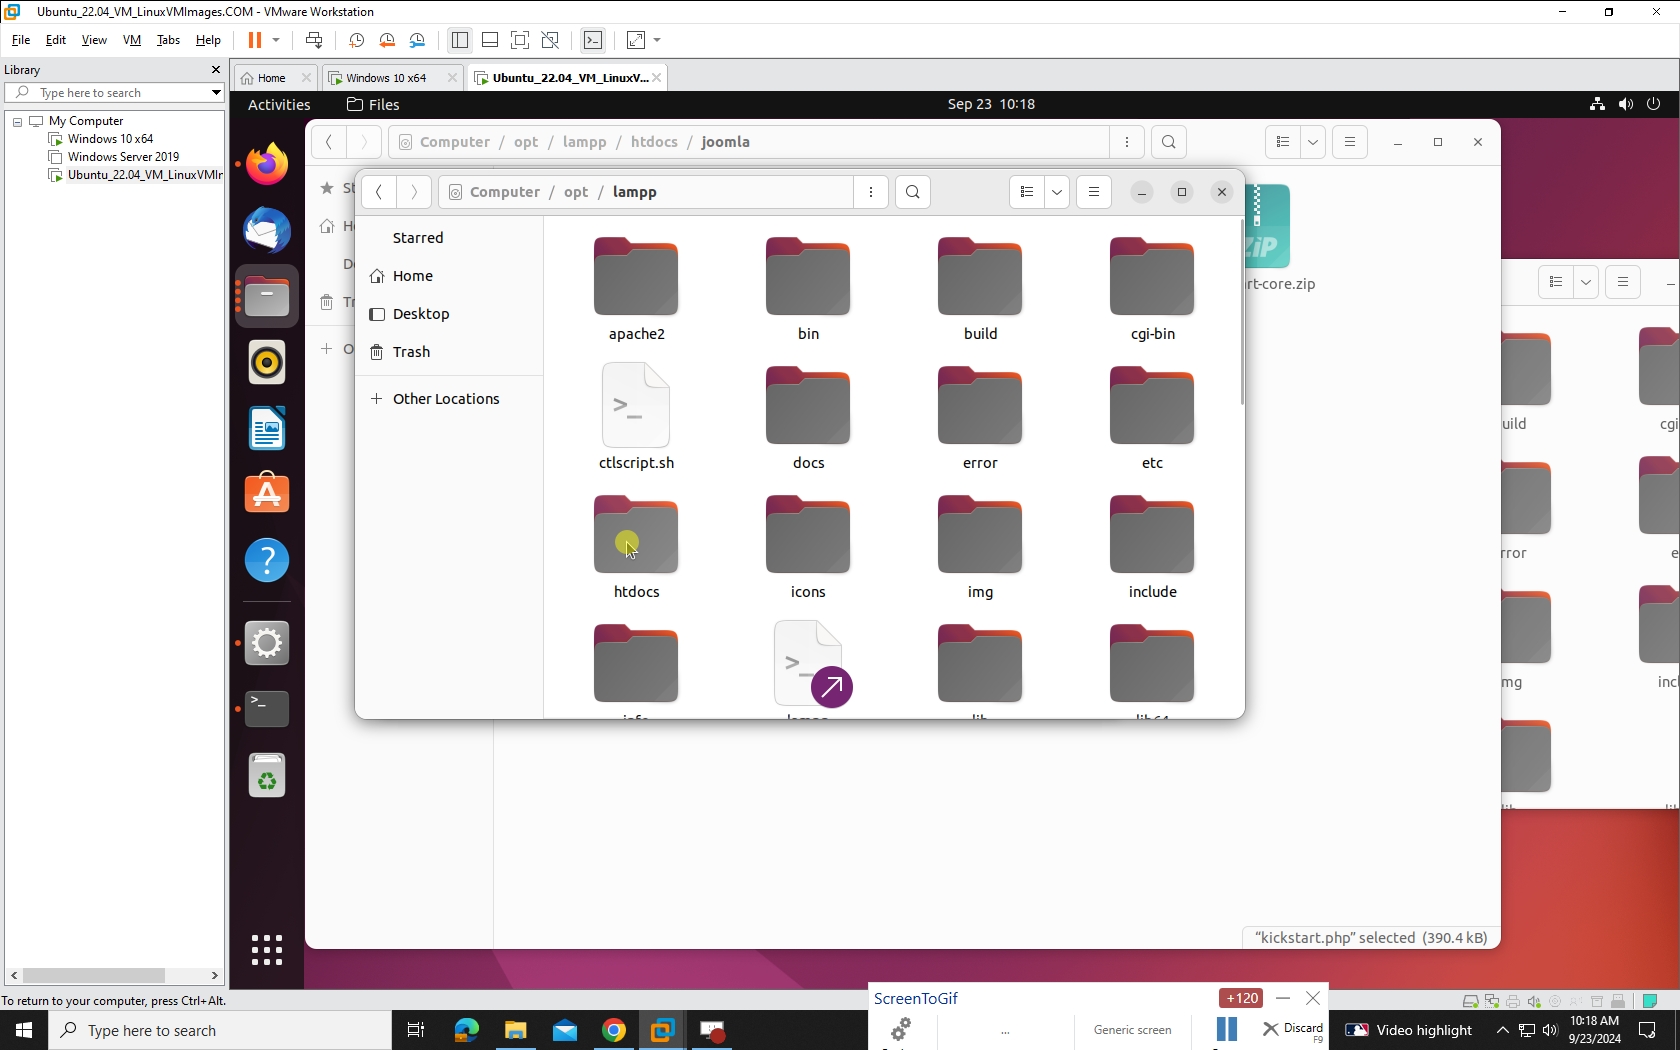 Ubuntu_22.04_VM_LinuxVMImages.COM - VMware Workstation
File Edit View VM Tabs Help
Library
Type here to search
My Computer
Windows 10 x64
Windows Server 2019
Ubuntu_22.04_VM_LinuxVMIr
Home
Windows 10 x64
Ubuntu_22.04_VM_LinuxV...
Activities
Files
Sep 23 10:18
Computer / opt / lampp / htdocs / joomla
Computer / opt / lampp
Starred
Home
Desktop
Trash
Other Locations
apache2
bin
build
cgi-bin
ctlscript.sh
docs
error
etc
htdocs
icons
img
include
rt-core.zip
ZiP
uild
cgi
rror
e
mg
incl
St
H
D
Tr
O
"kickstart.php" selected (390.4 kB)
To return to your computer, press Ctrl+Alt.
ScreenToGif
+120
...
Generic screen
Discard
F9
Type here to search
Video highlight
10:18 AM
9/23/2024